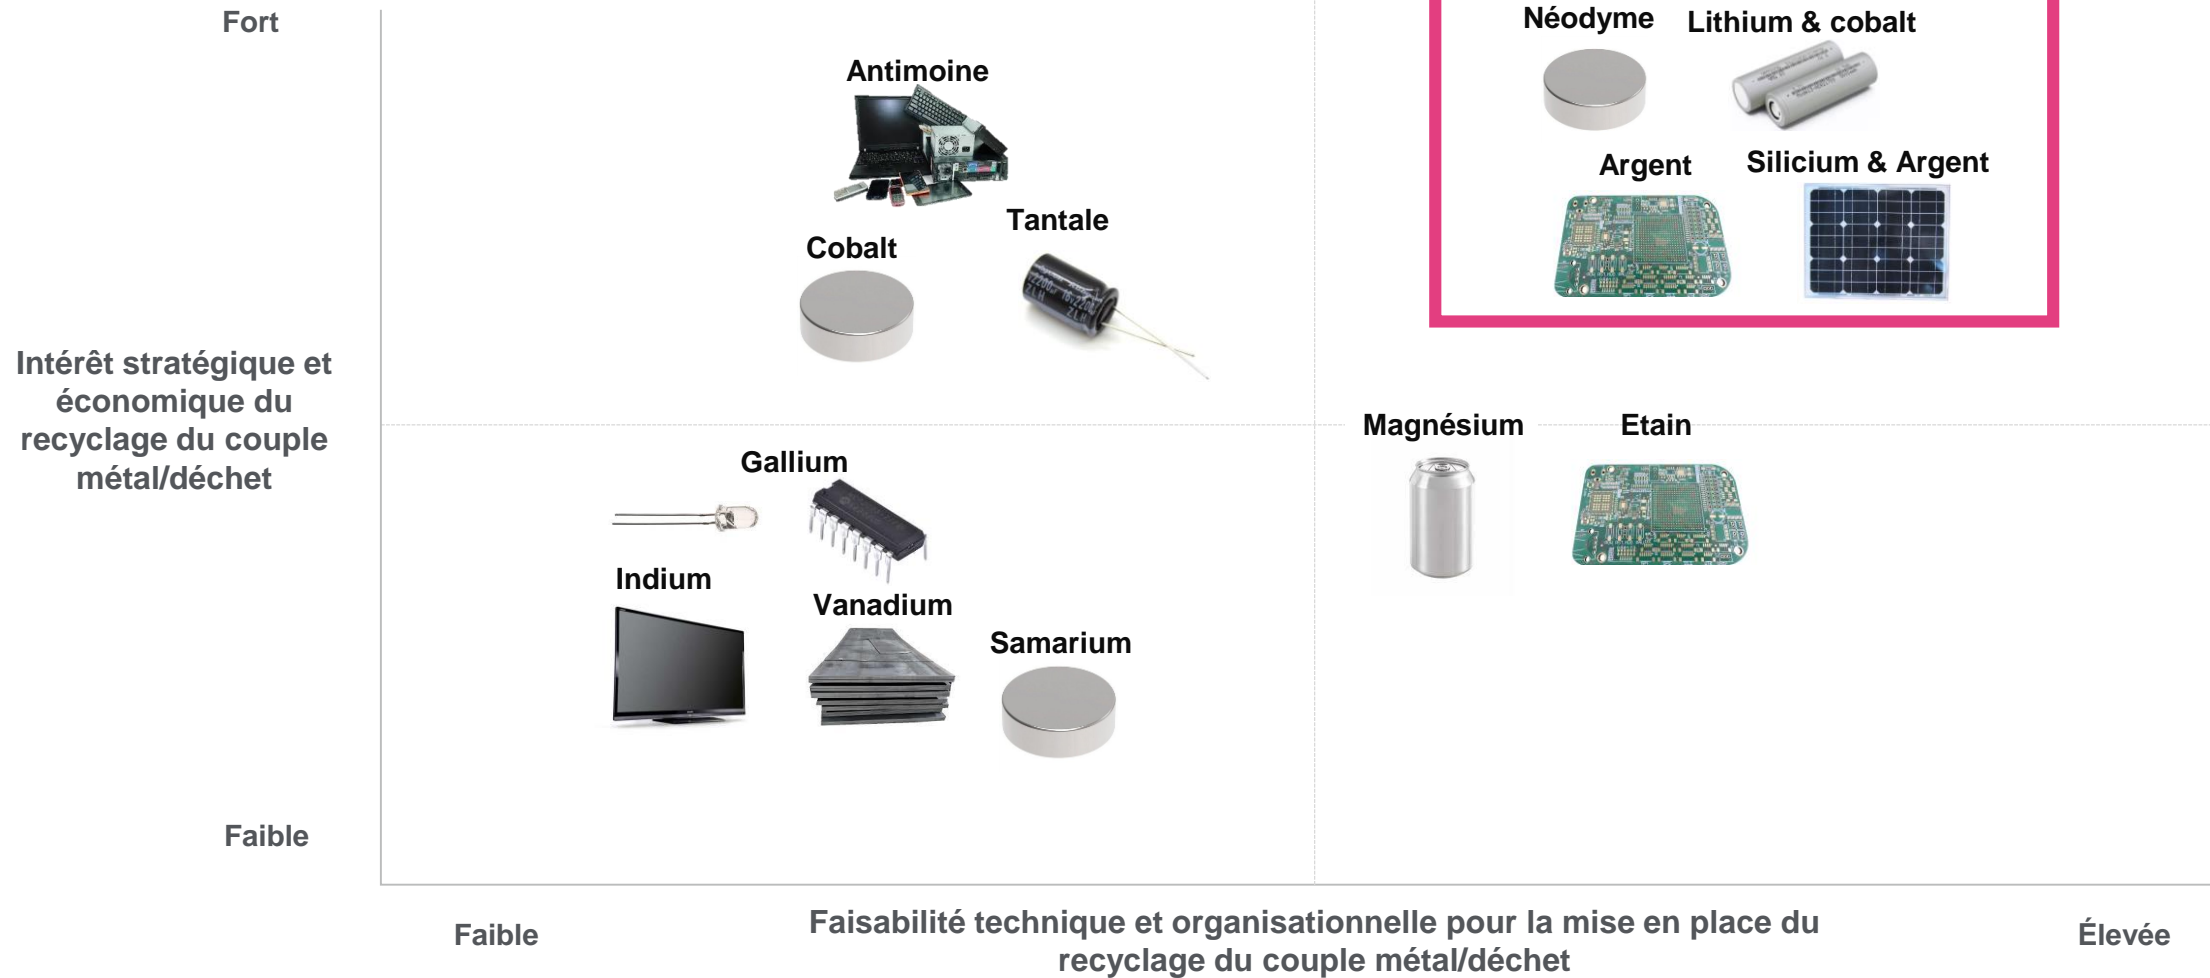 Fort
Néodyme
Lithium & cobalt
Antimoine
Argent
Silicium & Argent
Tantale
Cobalt
Intérêt stratégique et
économique du
recyclage du couple
métal/déchet
Magnésium
Etain
Gallium
Indium
Vanadium
Samarium
Faible
Faible
Faisabilité technique et organisationnelle pour la mise en place du
recyclage du couple métal/déchet
Élevée